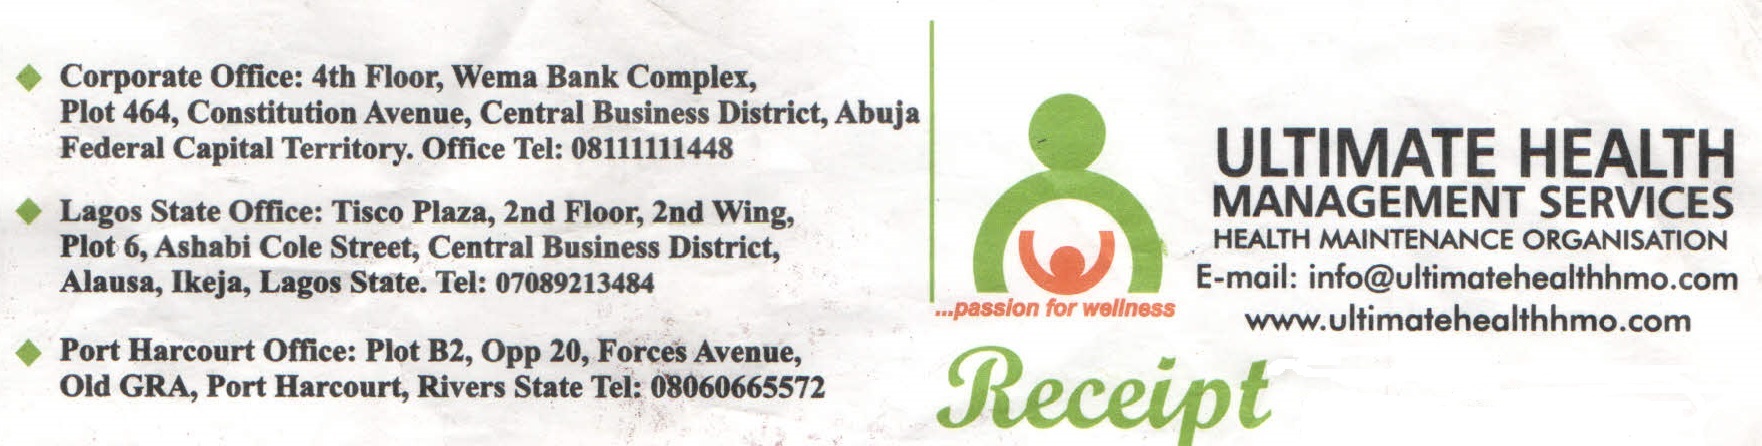 Corporate Office: 4th Floor, Wema Bank Complex,
Plot 464, Constitution Avenue, Central Business District, Abuja
Federal Capital Territory. Office Tel: 08111111448
Lagos State Office: Tisco Plaza, 2nd Floor, 2nd Wing,
Plot 6, Ashabi Cole Street, Central Business District,
Alausa, Ikeja, Lagos State. Tel: 07089213484
Port Harcourt Office: Plot B2, Opp 20, Forces Avenue,
Old GRA, Port Harcourt, Rivers State Tel: 08060665572
...passion for wellness
ULTIMATE HEALTH
MANAGEMENT SERVICES
HEALTH MAINTENANCE ORGANISATION
E-mail: info@ultimatehealthhmo.com
www.ultimatehealthhmo.com
Receipt